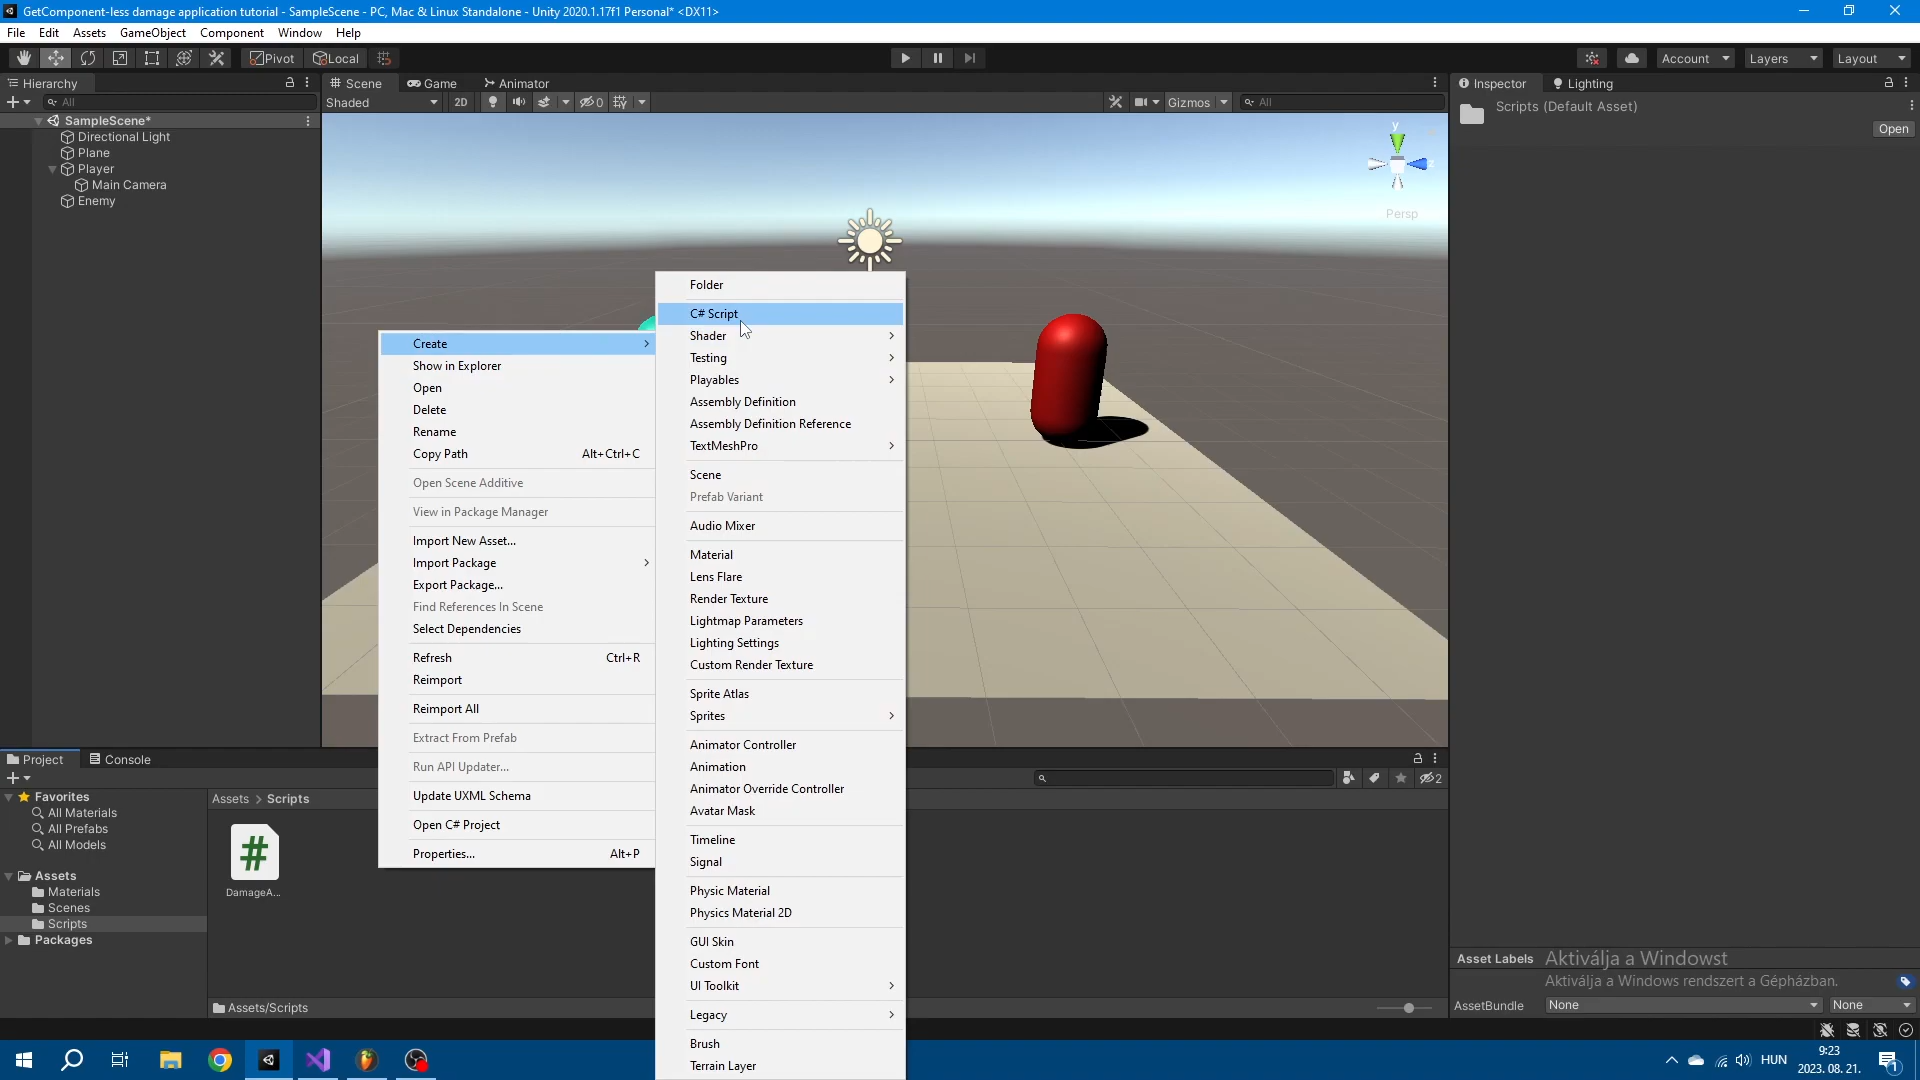 GetComponent-less damage application tutorial - SampleScene - PC, Mac & Linux Standalone - Unity 2020.1.17f1 Personal* <DX11>
File Edit Assets GameObject Component Window Help
Pivot Local Account Layers Layout
Hierarchy
All
SampleScene*
Directional Light
Plane
Player
Main Camera
Enemy
Scene Game Animator
Shaded 2D 0 Gizmos All
y
z
Persp
Inspector Lighting
Scripts (Default Asset)
Open
Create
Show in Explorer
Open
Delete
Rename
Copy Path Alt+Ctrl+C
Open Scene Additive
View in Package Manager
Import New Asset...
Import Package
Export Package...
Find References In Scene
Select Dependencies
Refresh Ctrl+R
Reimport
Reimport All
Extract From Prefab
Run API Updater...
Update UXML Schema
Open C# Project
Properties... Alt+P
Folder
C# Script
Shader
Testing
Playables
Assembly Definition
Assembly Definition Reference
TextMeshPro
Scene
Prefab Variant
Audio Mixer
Material
Lens Flare
Render Texture
Lightmap Parameters
Lighting Settings
Custom Render Texture
Sprite Atlas
Sprites
Animator Controller
Animation
Animator Override Controller
Avatar Mask
Timeline
Signal
Physic Material
Physics Material 2D
GUI Skin
Custom Font
UI Toolkit
Legacy
Brush
Terrain Layer
Project Console
2
Favorites
All Materials
All Prefabs
All Models
Assets
Materials
Scenes
Scripts
Packages
Assets > Scripts
#
DamageA...
Assets/Scripts
Asset Labels
Aktiválja a Windowst
Aktiválja a Windows rendszert a Gépházban.
AssetBundle None None
HUN
9:23
2023. 08. 21.
1